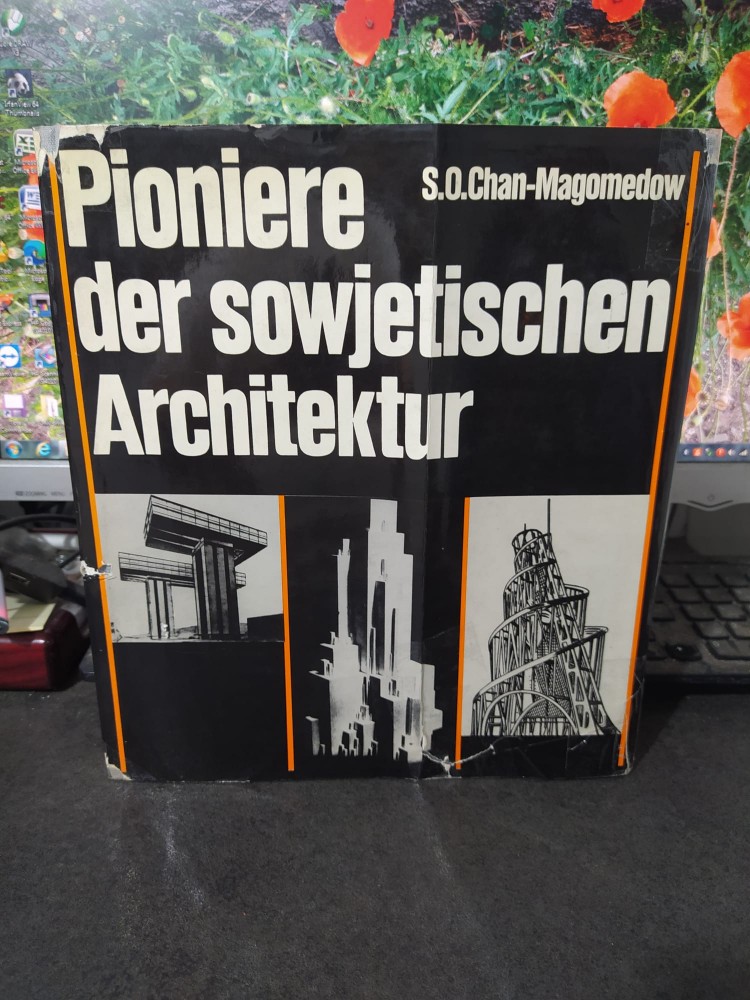 Pioniere
S.O.Chan-Magomedow
der sowjetischen
Architektur